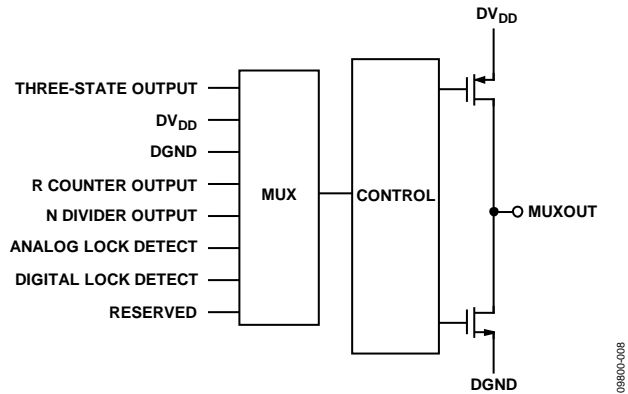 DVDD
THREE-STATE OUTPUT
DVDD
DGND
R COUNTER OUTPUT
N DIVIDER OUTPUT
ANALOG LOCK DETECT
DIGITAL LOCK DETECT
RESERVED
MUX
CONTROL
MUXOUT
DGND
09800-008